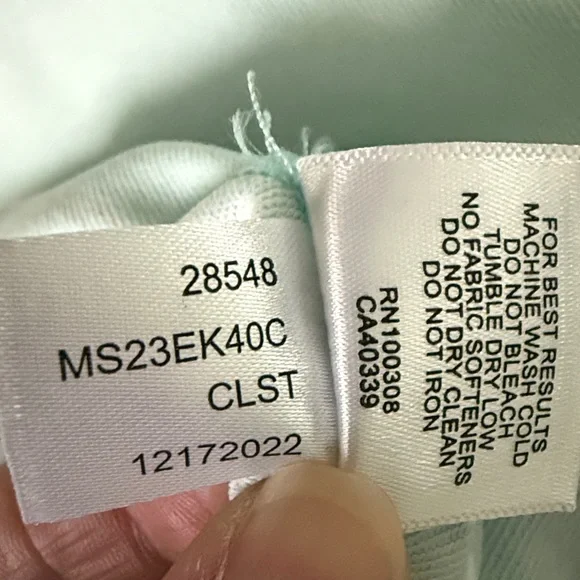 28548
MS23EK40C
CLST
12172022
FOR BEST RESULTS
MACHINE WASH COLD
DO NOT BLEACH
TUMBLE DRY LOW
NO FABRIC SOFTENERS
DO NOT DRY CLEAN
DO NOT IRON
RN100308
CA40339